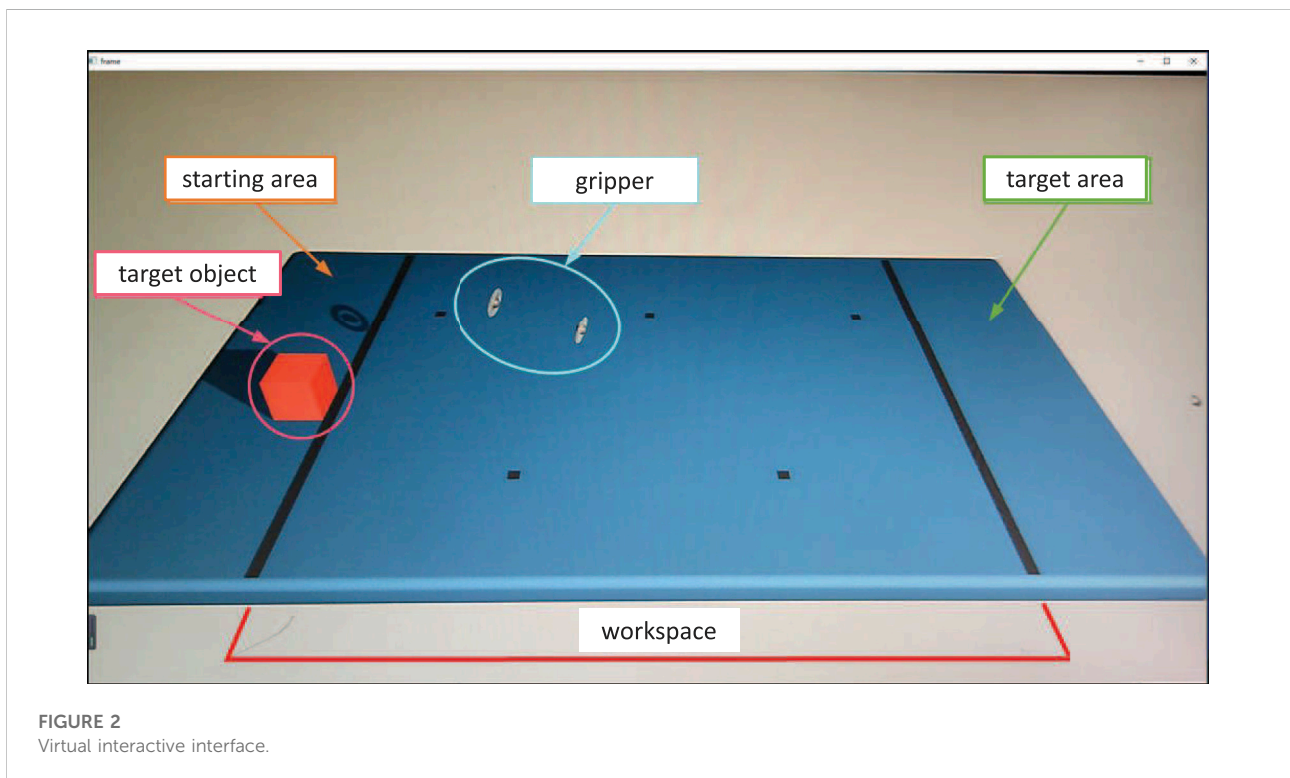 frame
starting area
gripper
target area
target object
workspace
FIGURE 2
Virtual interactive interface.